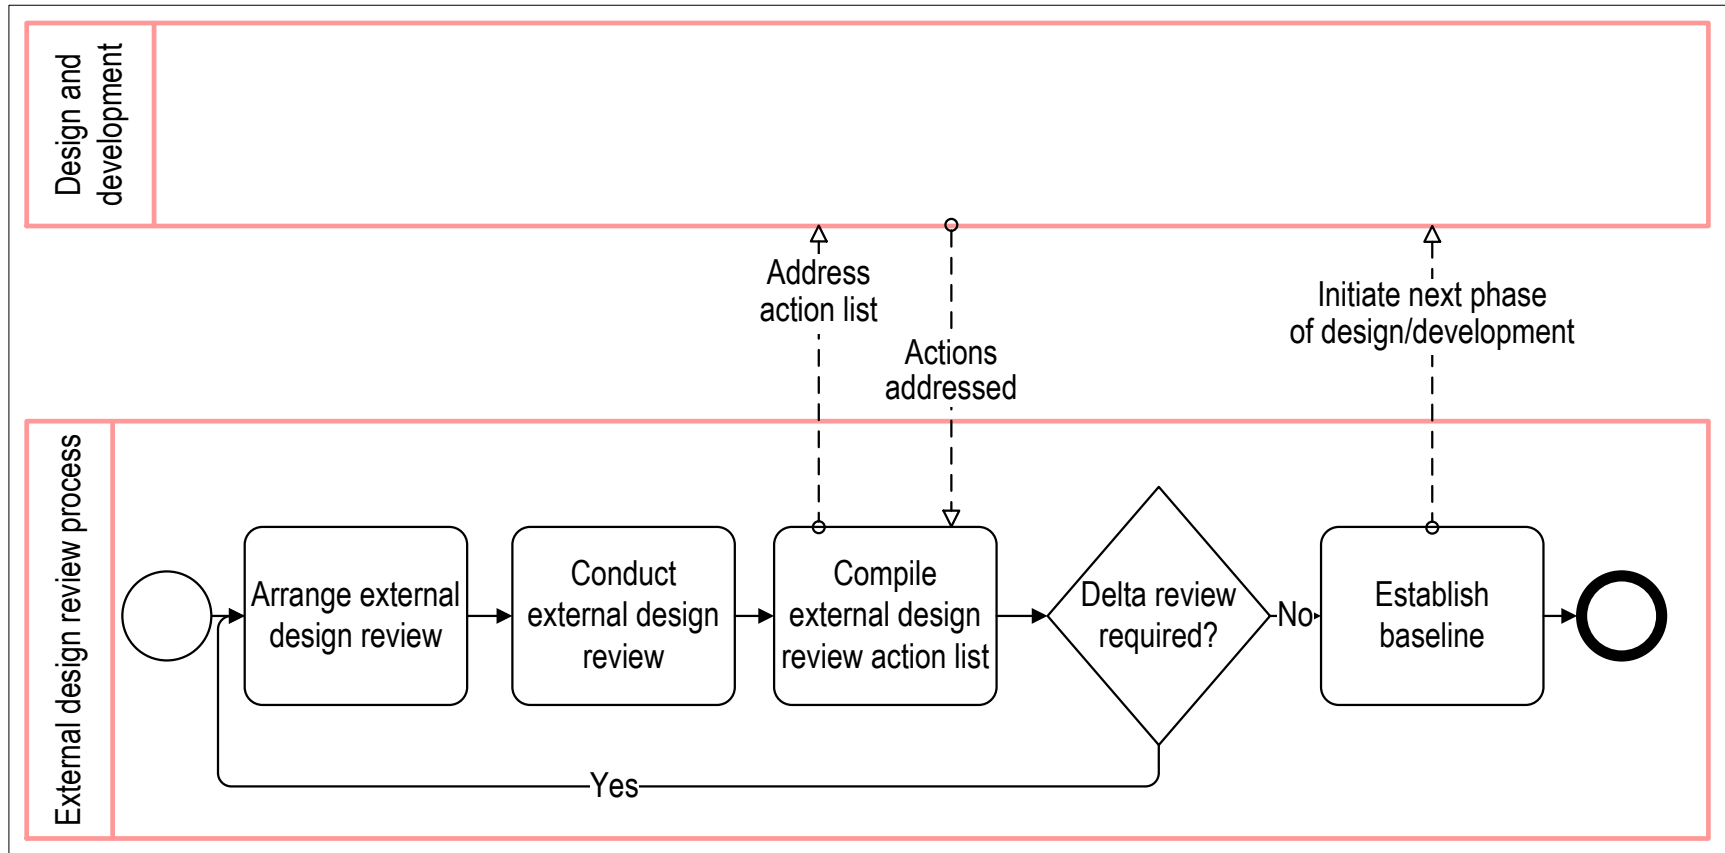 Design and
development
Address
action list
Actions
addressed
Initiate next phase
of design/development
External design review process
Arrange external
design review
Conduct
external design
review
Compile
external design
review action list
Delta review
required?
No
Establish
baseline
Yes